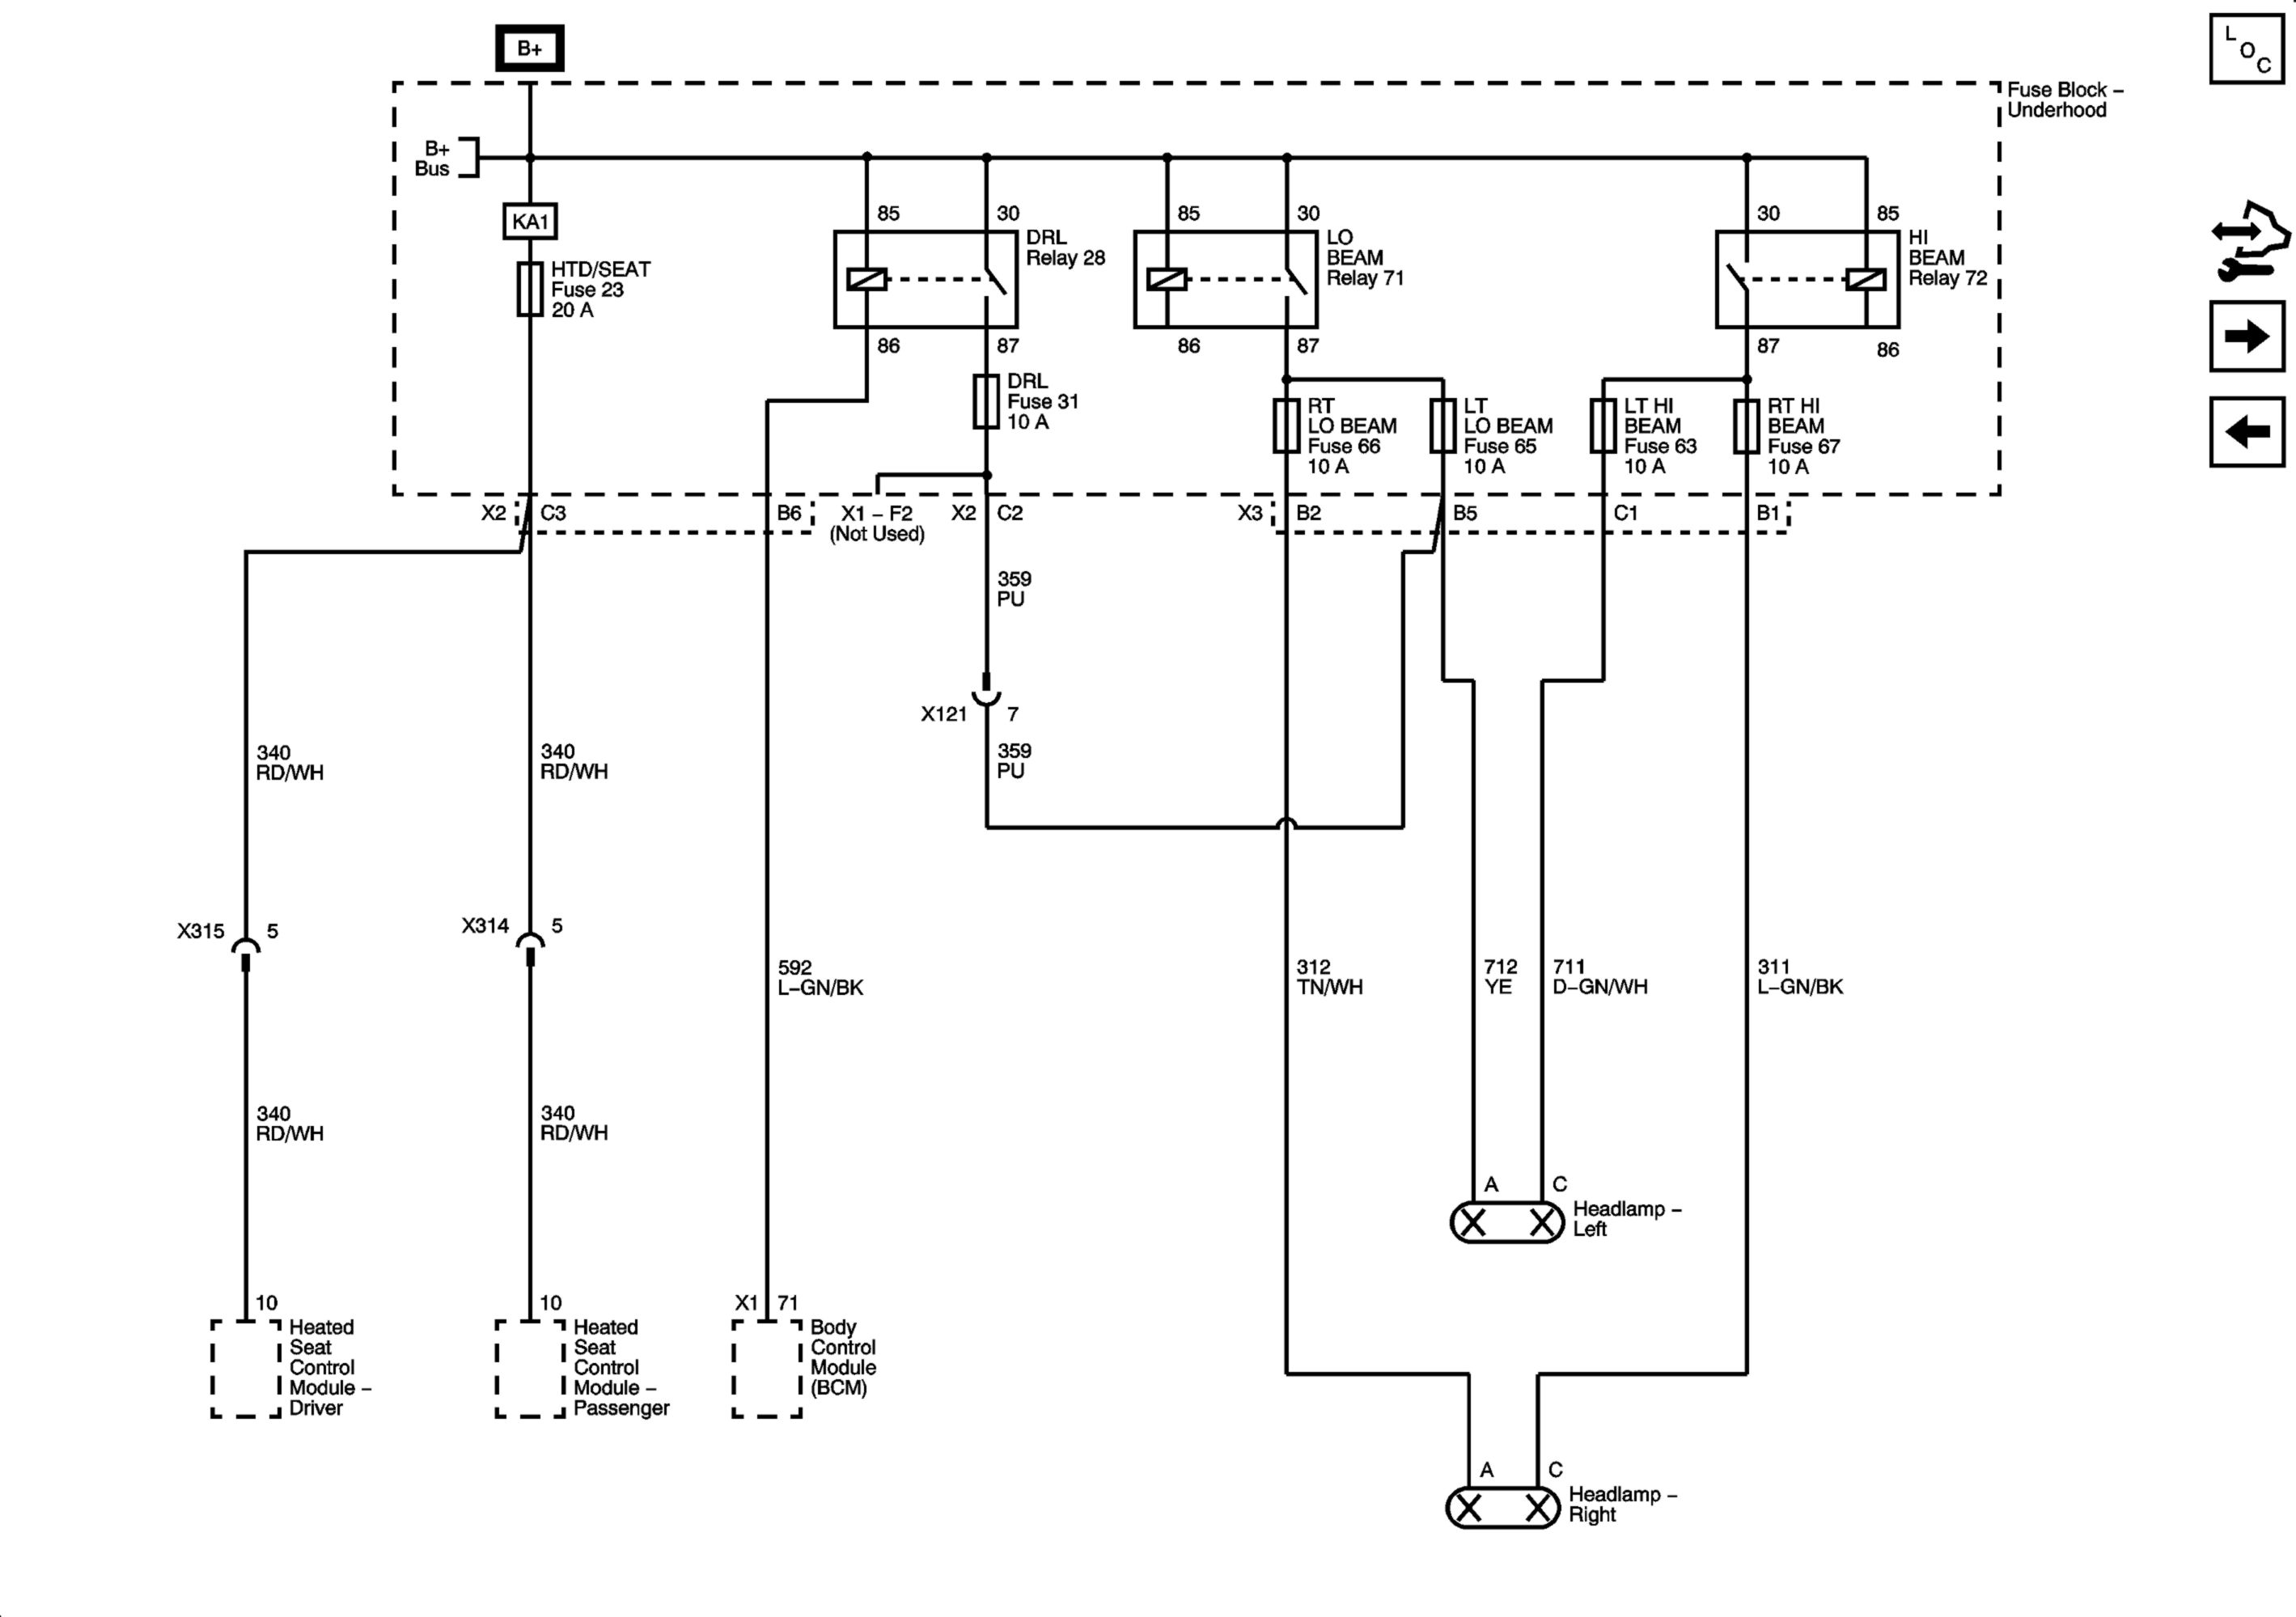 B+
L
O
C
Fuse Block –
Underhood
B+
Bus
KA1
HTD/SEAT
Fuse 23
20 A
85
30
DRL
Relay 28
86
87
DRL
Fuse 31
10 A
85
30
LO
BEAM
Relay 71
86
87
30
85
HI
BEAM
Relay 72
87
86
RT
LO BEAM
Fuse 66
10 A
LT
LO BEAM
Fuse 65
10 A
LT HI
BEAM
Fuse 63
10 A
RT HI
BEAM
Fuse 67
10 A
X2
C3
B6
X1 – F2
(Not Used)
X2
C2
X3
B2
B5
C1
B1
359
PU
X121
7
359
PU
340
RD/WH
340
RD/WH
X315
5
X314
5
592
L–GN/BK
312
TN/WH
712
YE
711
D–GN/WH
311
L–GN/BK
340
RD/WH
340
RD/WH
A
C
Headlamp –
Left
10
Heated
Seat
Control
Module –
Driver
10
Heated
Seat
Control
Module –
Passenger
X1
71
Body
Control
Module
(BCM)
A
C
Headlamp –
Right